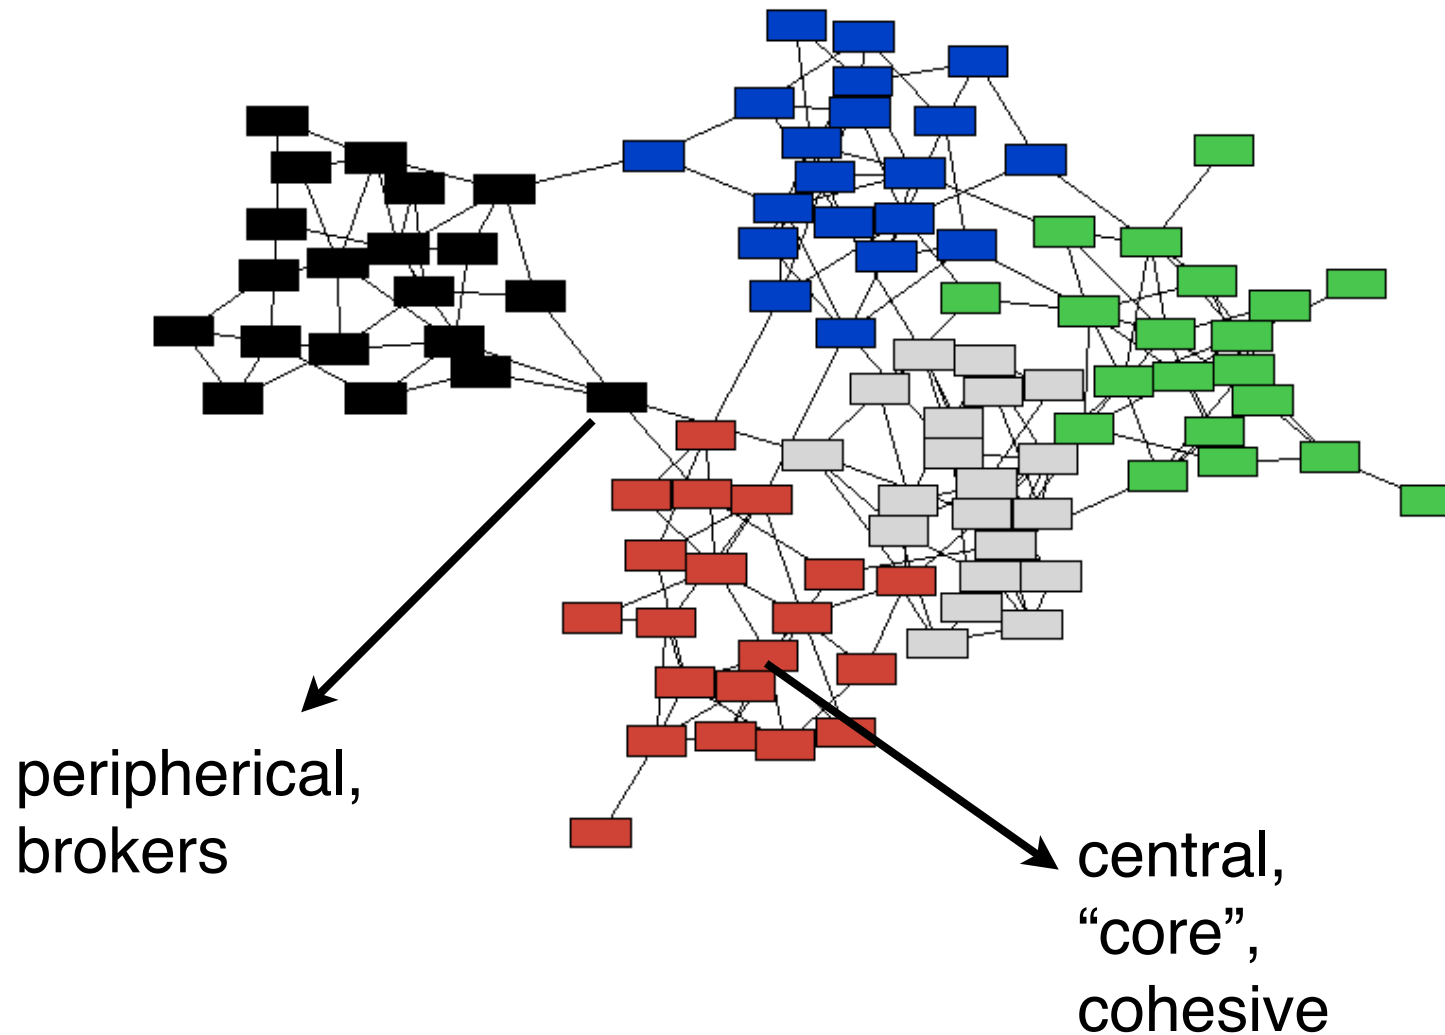 peripherical,
brokers
central,
“core”,
cohesive